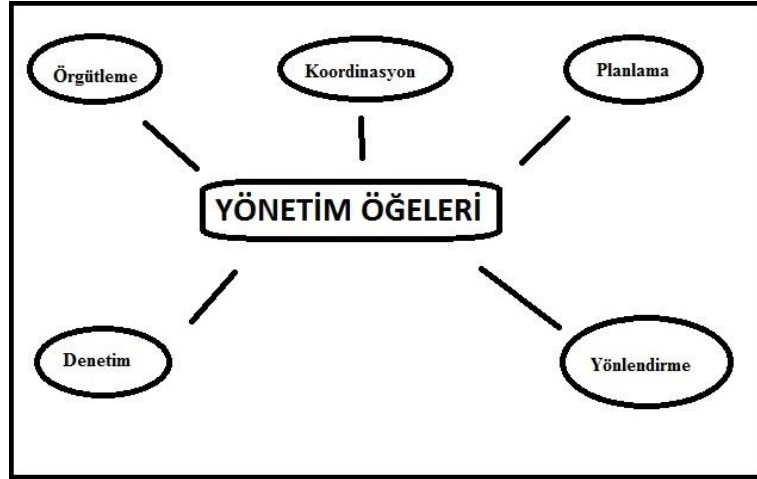 Örgütleme
Koordinasyon
Planlama
YÖNETİM ÖĞELERİ
Denetim
Yönlendirme